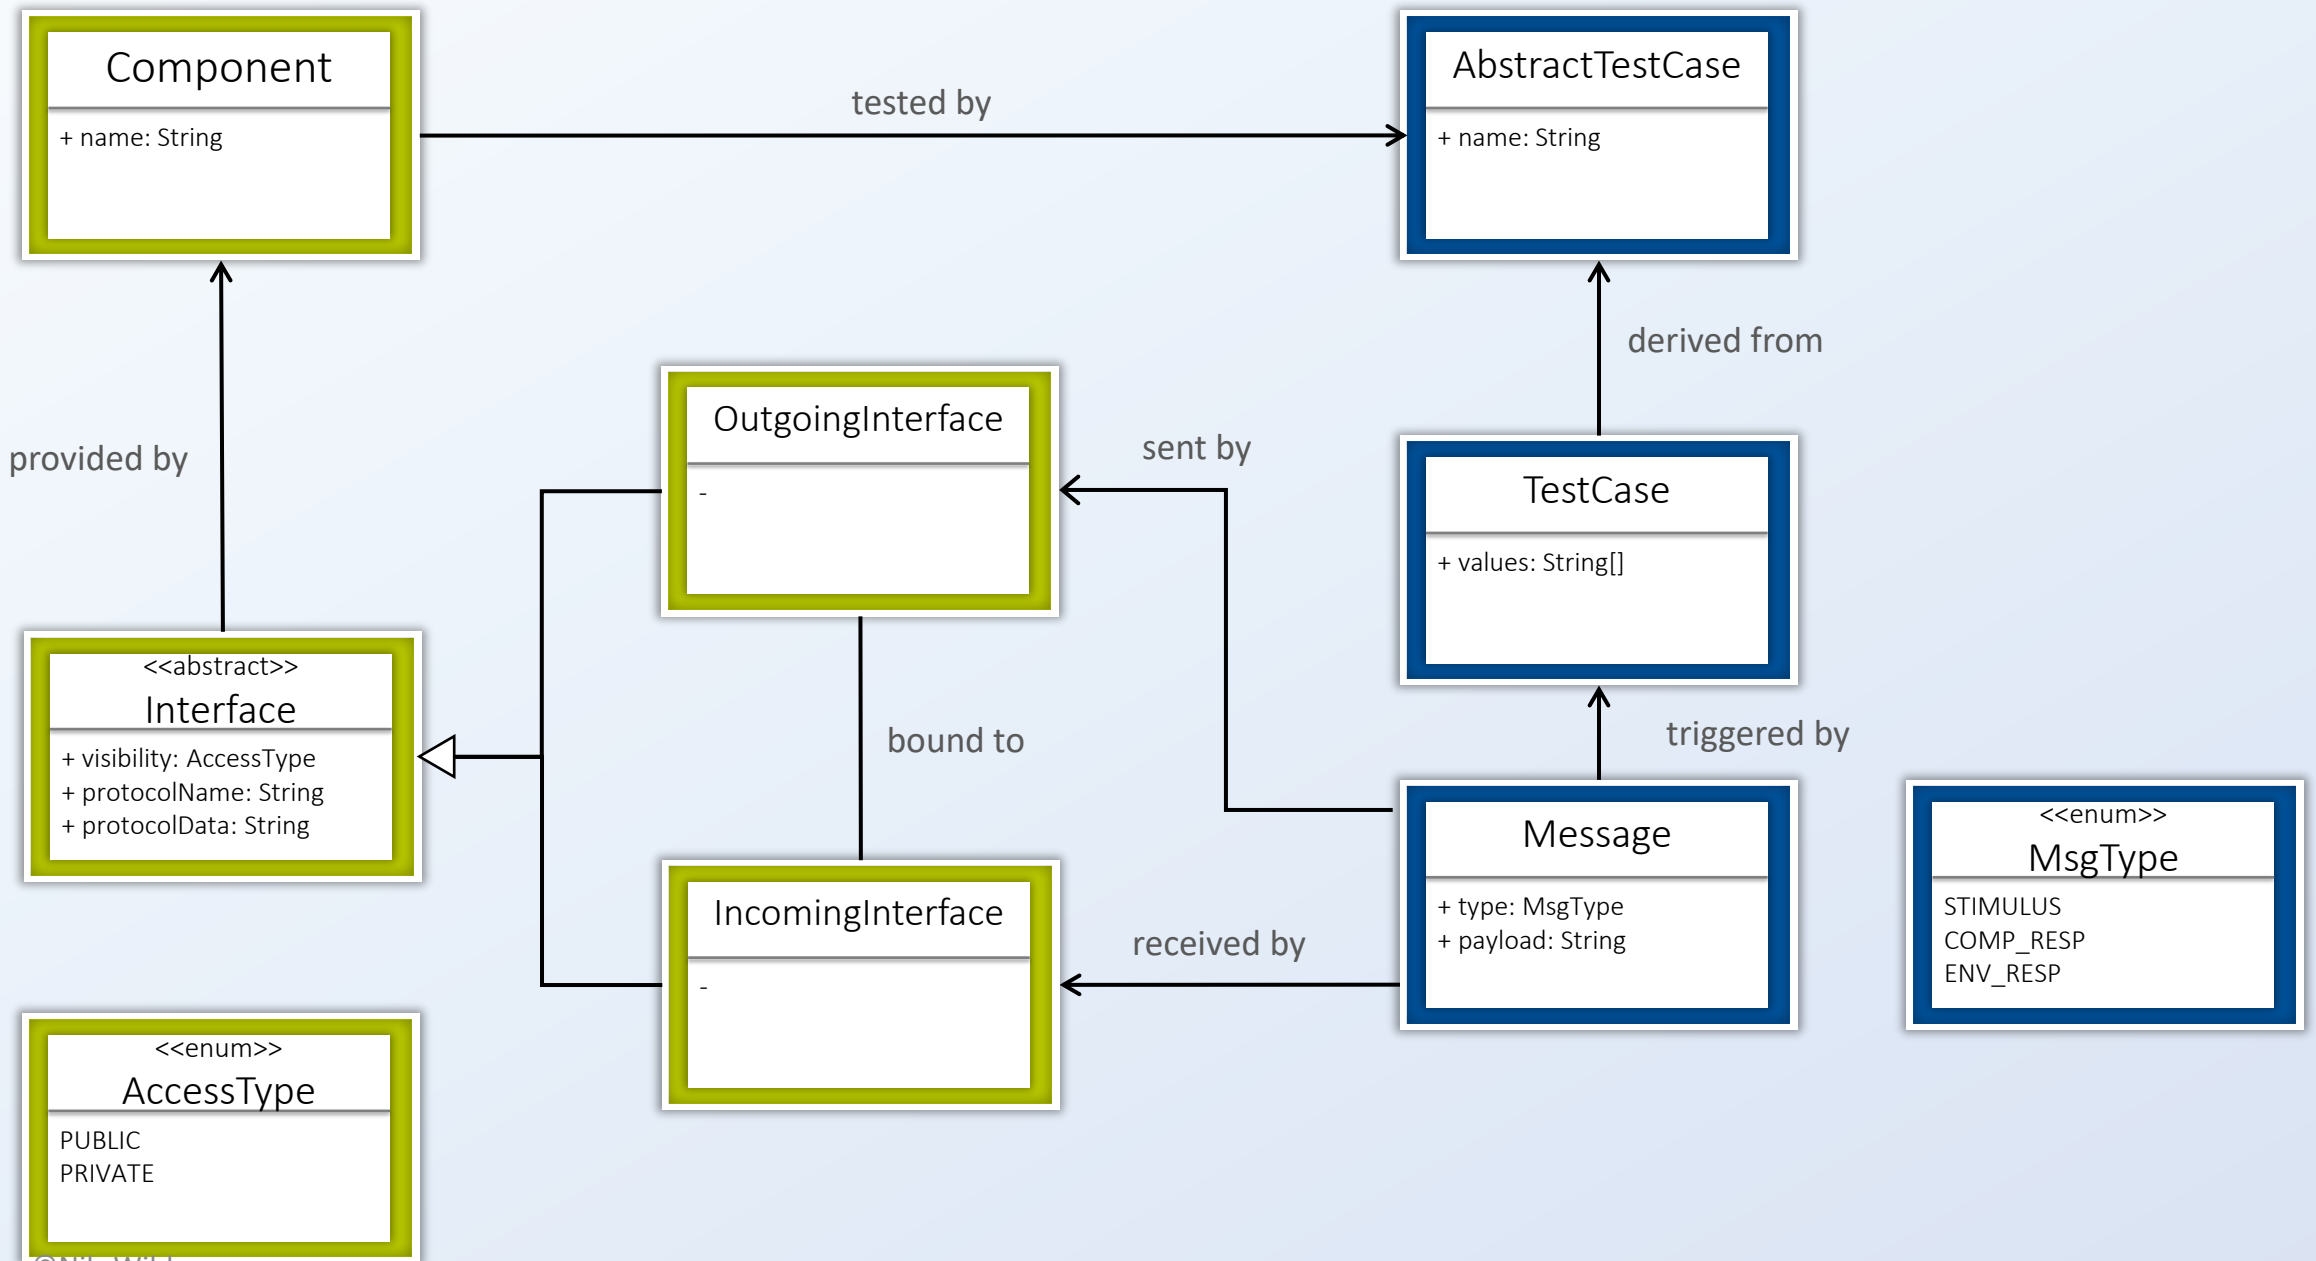 Component
+ name: String
tested by
AbstractTestCase
+ name: String
provided by
derived from
OutgoingInterface
-
sent by
TestCase
+ values: String[]
<<abstract>>
Interface
+ visibility: AccessType
+ protocolName: String
+ protocolData: String
bound to
triggered by
IncomingInterface
-
received by
Message
+ type: MsgType
+ payload: String
<<enum>>
MsgType
STIMULUS
COMP_RESP
ENV_RESP
<<enum>>
AccessType
PUBLIC
PRIVATE